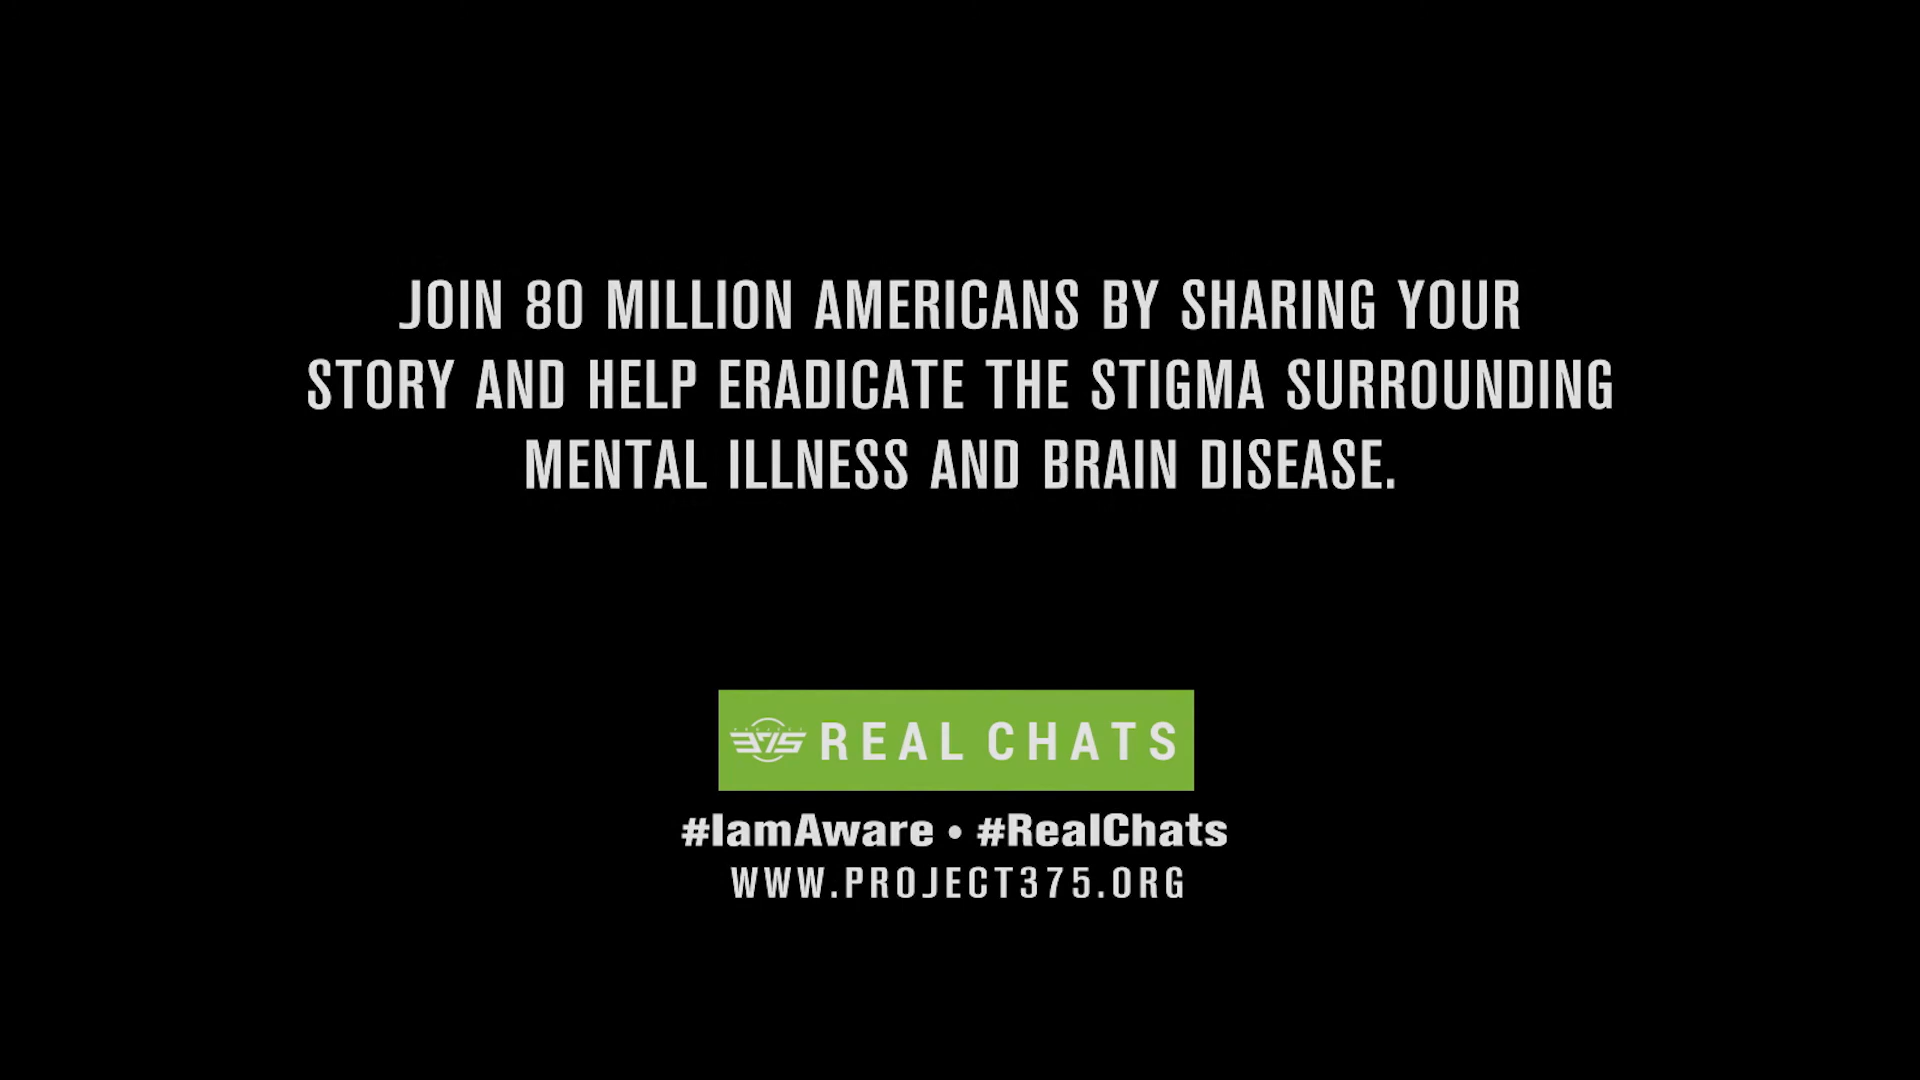 JOIN 80 MILLION AMERICANS BY SHARING YOUR
STORY AND HELP ERADICATE THE STIGMA SURROUNDING
MENTAL ILLNESS AND BRAIN DISEASE.
375 REAL CHATS
#IamAware • #RealChats
WWW.PROJECT375.ORG